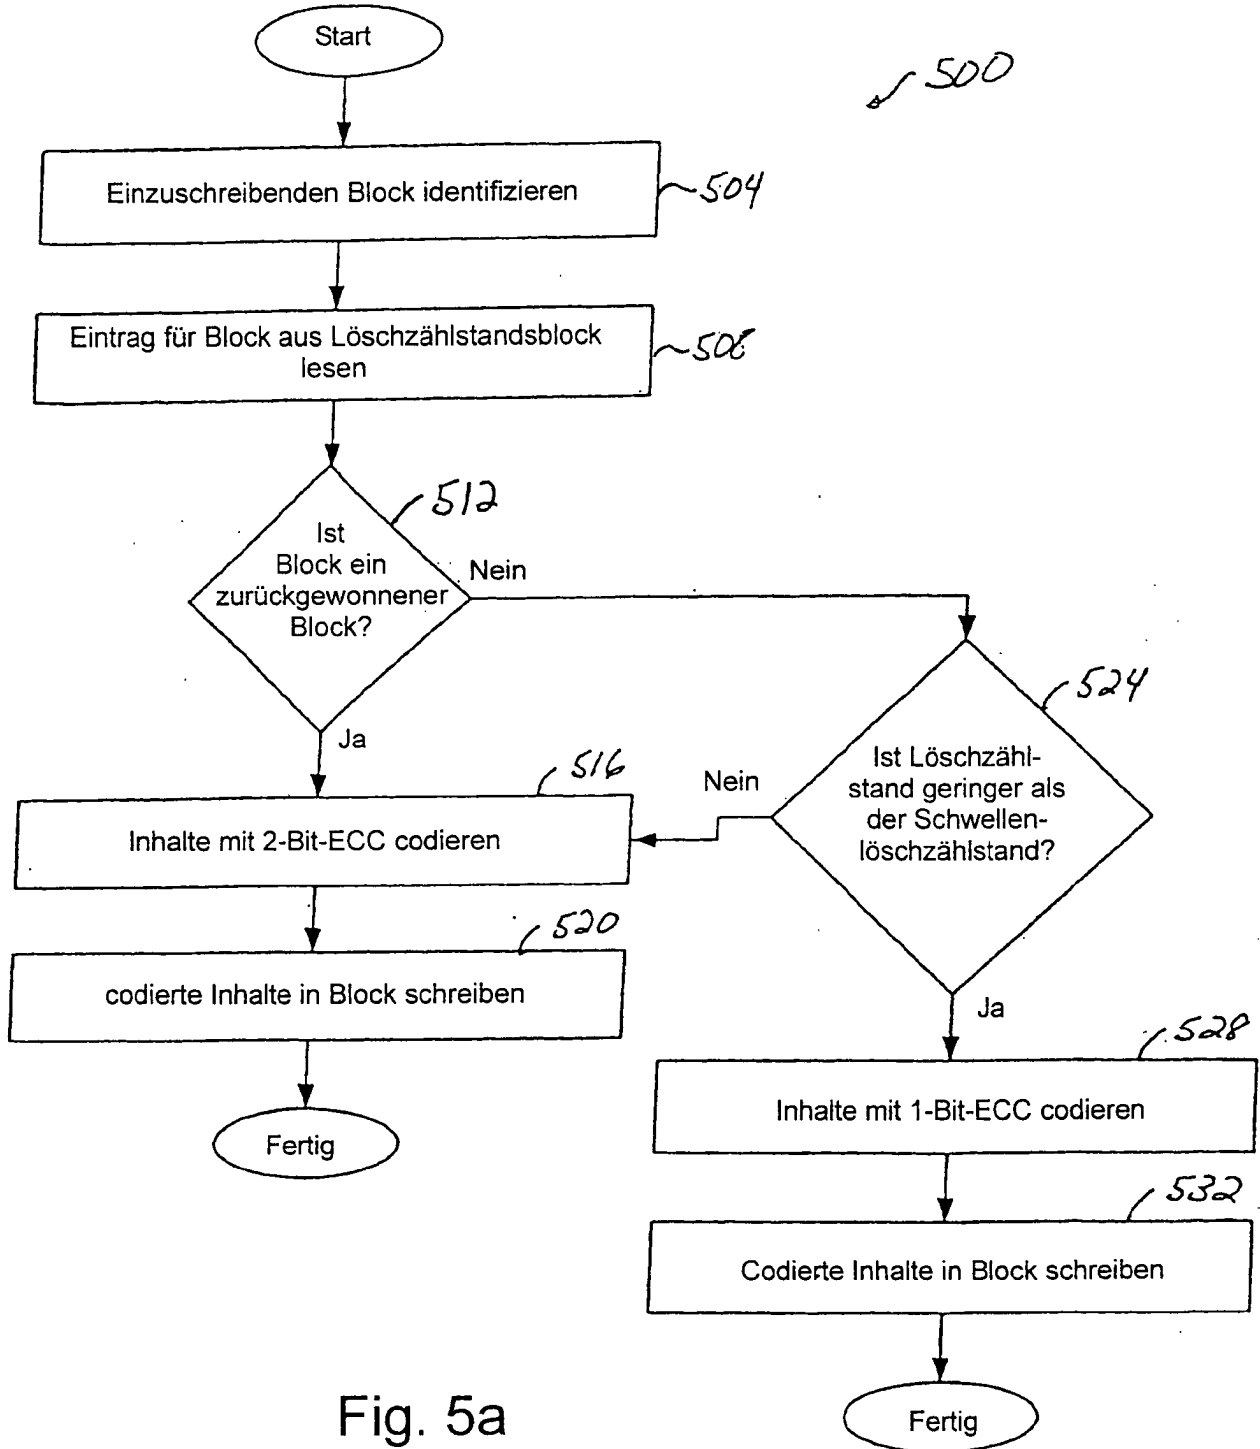 Start
500
Einzuschreibenden Block identifizieren
504
Eintrag für Block aus Löschzählstandsblock
lesen
512
Ist
Block ein
zurückgewonnener
Block?
Nein
Ja
524
Ist Löschzähl-
stand geringer als
der Schwellen-
löschzählstand?
Nein
Ja
516
Inhalte mit 2-Bit-ECC codieren
520
codierte Inhalte in Block schreiben
Fertig
528
Inhalte mit 1-Bit-ECC codieren
532
Codierte Inhalte in Block schreiben
Fertig
Fig. 5a